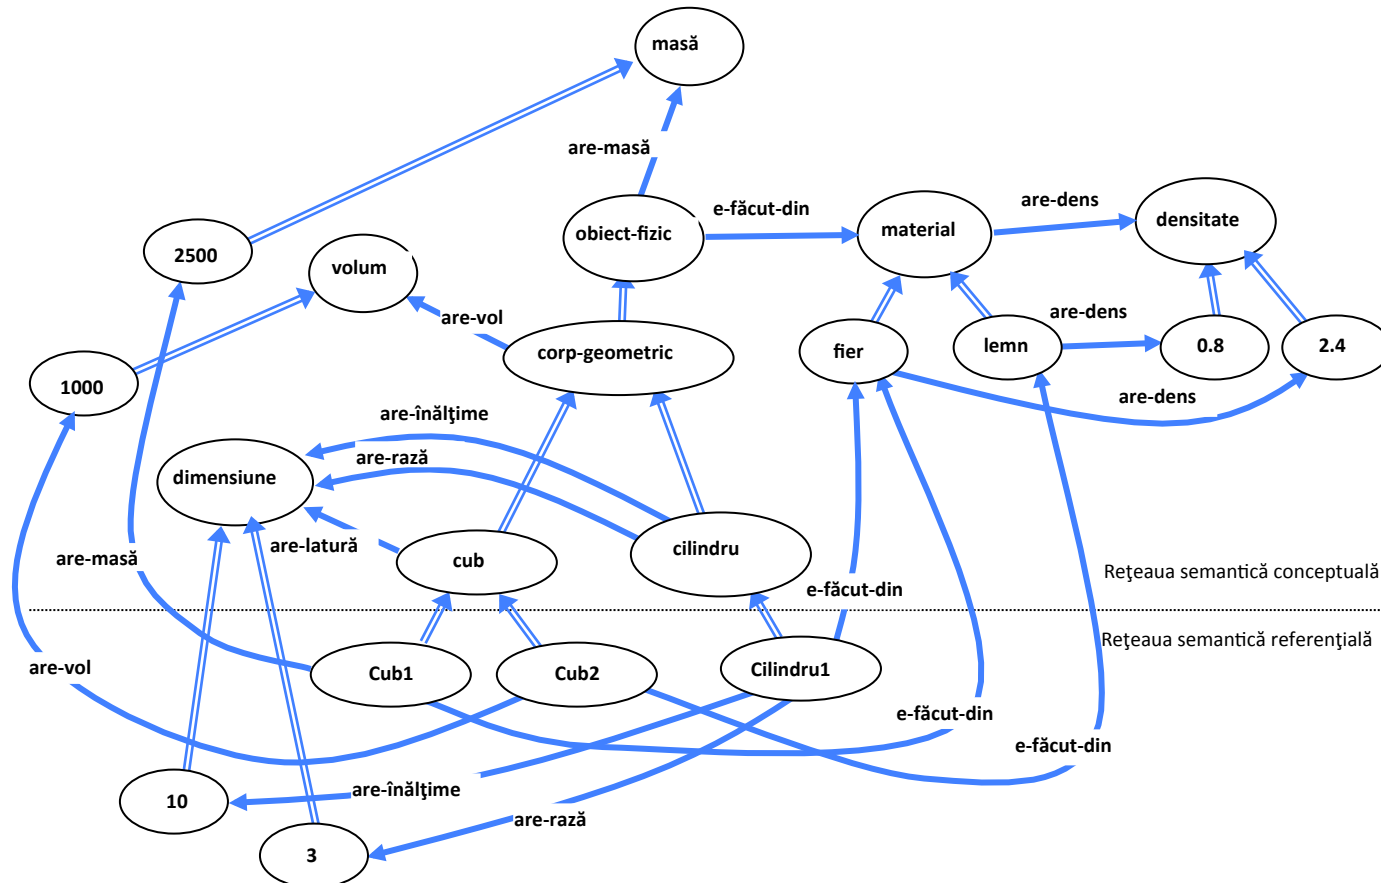 masă
are-masă
e-făcut-din
are-dens
obiect-fizic
material
densitate
2500
volum
are-vol
are-dens
corp-geometric
fier
lemn
0.8
2.4
1000
are-dens
are-înălţime
are-rază
dimensiune
are-latură
are-masă
cub
cilindru
Reţeaua semantică conceptuală
e-făcut-din
Reţeaua semantică referenţială
are-vol
Cub1
Cub2
Cilindru1
e-făcut-din
e-făcut-din
10
are-înălţime
are-rază
3